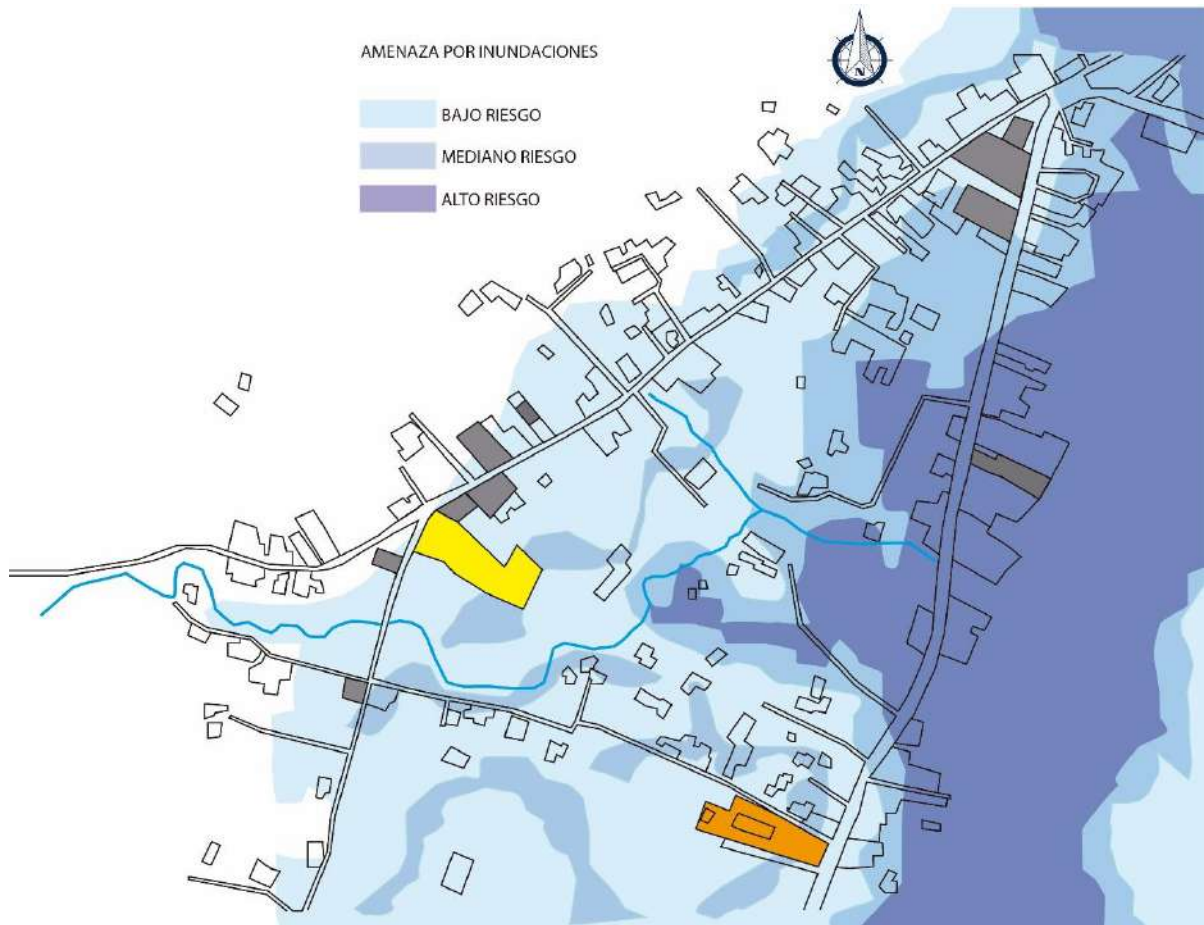 AMENAZA POR INUNDACIONES
N
BAJO RIESGO
MEDIANO RIESGO
ALTO RIESGO